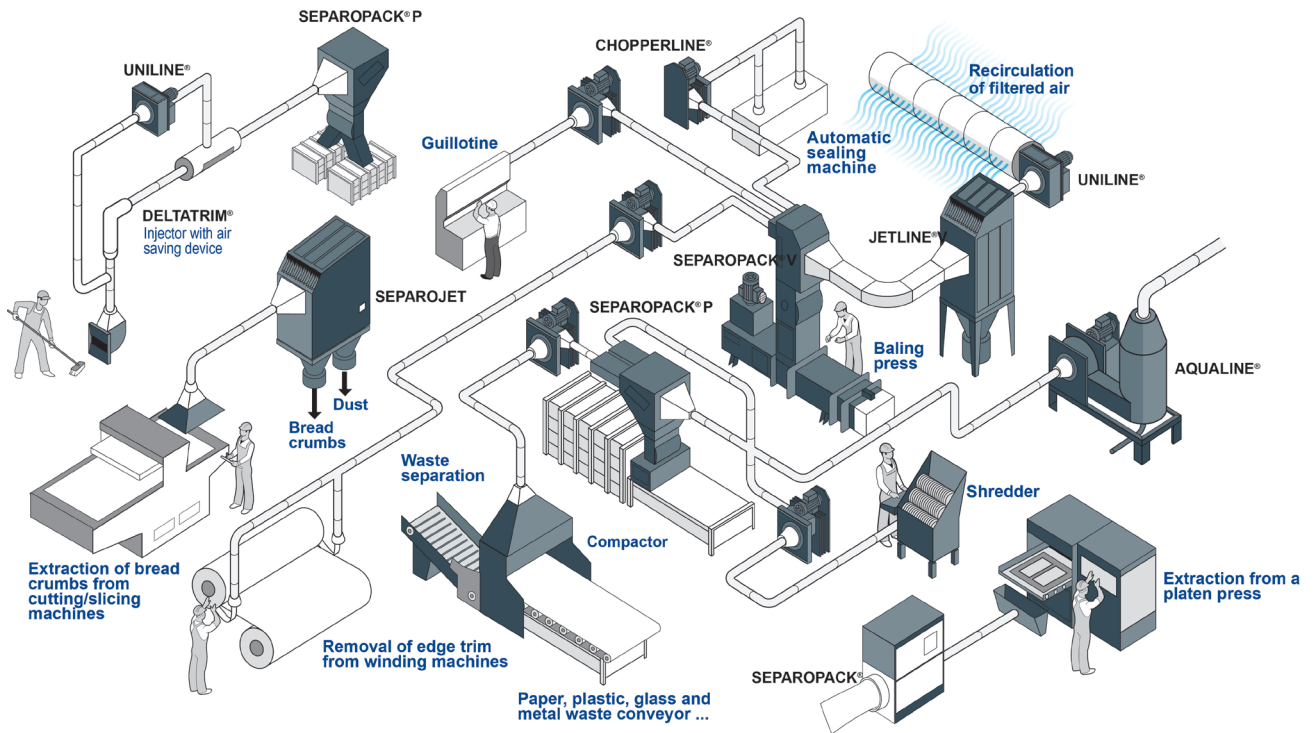 SEPAROPACK® P
UNILINE®
CHOPPERLINE®
Recirculation
of filtered air
Guillotine
Automatic
sealing
machine
UNILINE®
DELTATRIM®
Injector with air
saving device
JETLINE®V
SEPAROPACK®V
SEPAROJET
SEPAROPACK®P
Baling
press
AQUALINE®
Dust
Bread
crumbs
Waste
separation
Shredder
Compactor
Extraction of bread
crumbs from
cutting/slicing
machines
Extraction from a
platen press
Removal of edge trim
from winding machines
SEPAROPACK®
Paper, plastic, glass and
metal waste conveyor ...